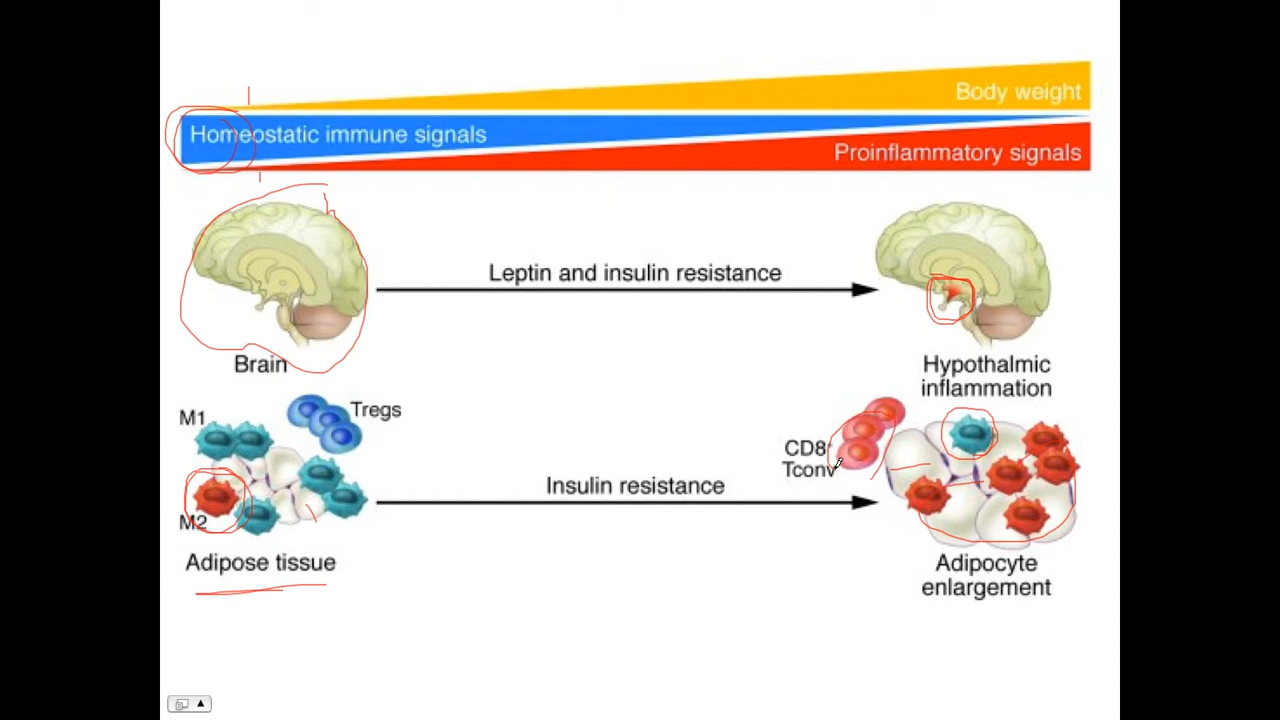 Body weight
Homeostatic immune signals
Proinflammatory signals
Leptin and insulin resistance
Brain
Hypothalmic
inflammation
M1
Tregs
CD8+
Tconv
Insulin resistance
M2
Adipose tissue
Adipocyte
enlargement